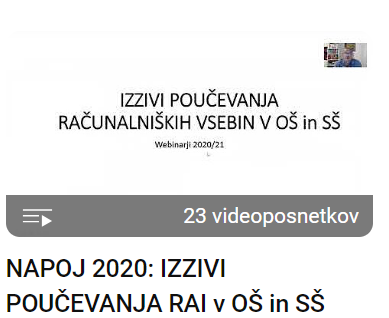 IZZIVI POUČEVANJA
RAČUNALNIŠKIH VSEBIN V OŠ in SŠ
Webinarji 2020/21
23 videoposnetkov
NAPOJ 2020: IZZIVI
POUČEVANJA RAI v OŠ in SŠ